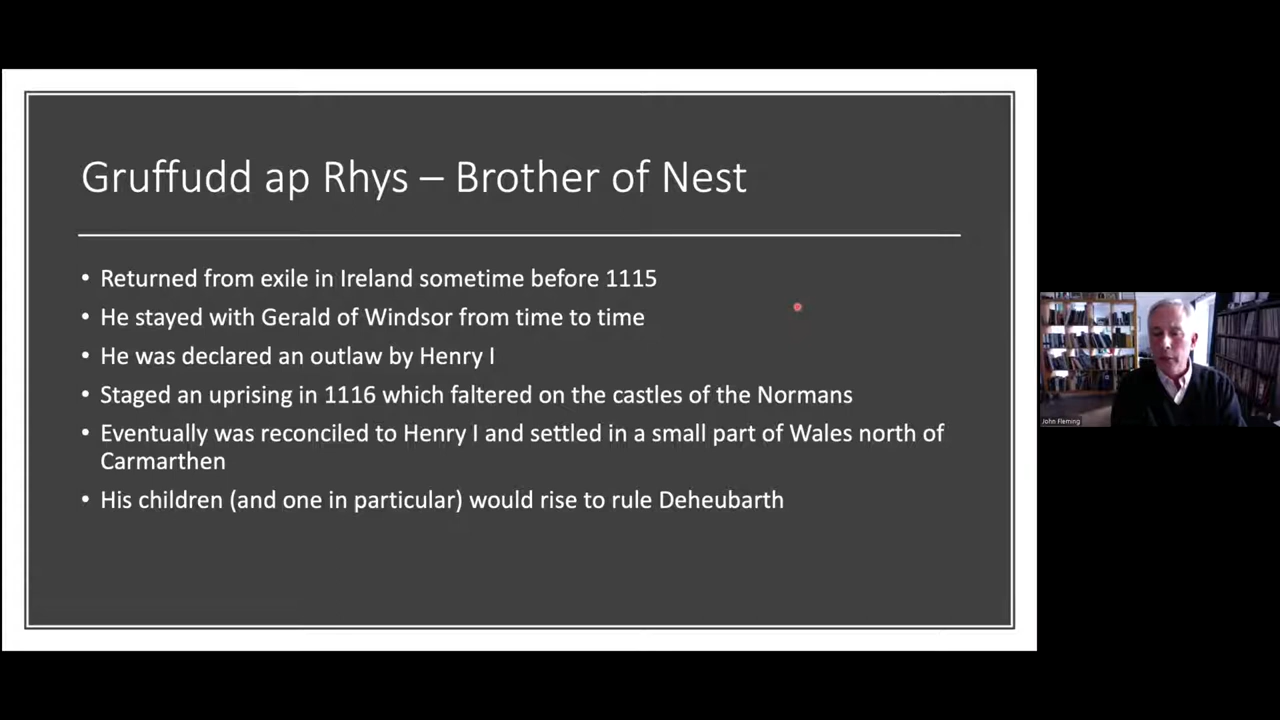 Gruffudd ap Rhys – Brother of Nest
• Returned from exile in Ireland sometime before 1115
• He stayed with Gerald of Windsor from time to time
• He was declared an outlaw by Henry I
• Staged an uprising in 1116 which faltered on the castles of the Normans
• Eventually was reconciled to Henry I and settled in a small part of Wales north of
Carmarthen
• His children (and one in particular) would rise to rule Deheubarth
John Fleming